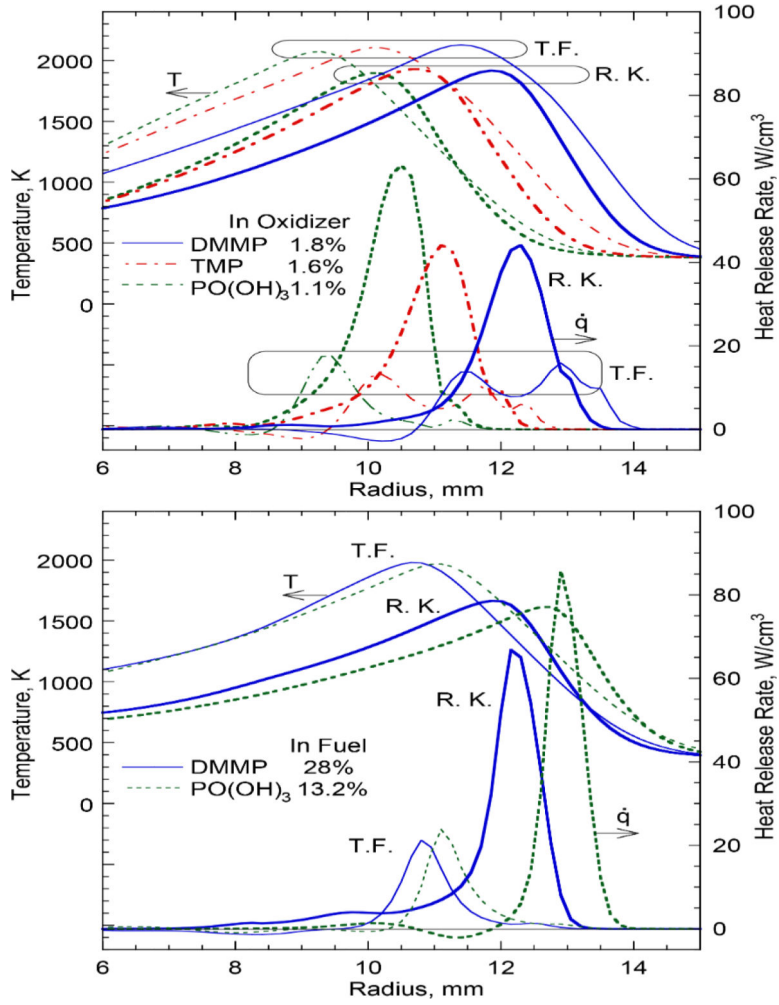 100
2000
T
T.F.
R. K.
80
1500
60
1000
In Oxidizer
DMMP 1.8%
TMP 1.6%
PO(OH)3 1.1%
500
R. K.
40
0
q̇
20
T.F.
0
6 8 10 12 14
Radius, mm
Temperature, K
Heat Release Rate, W/cm3
100
2000
T.F.
T
R. K.
80
1500
60
1000
R. K.
500
In Fuel
DMMP 28%
PO(OH)3 13.2%
40
0
q̇
20
T.F.
0
6 8 10 12 14
Radius, mm
Temperature, K
Heat Release Rate, W/cm3